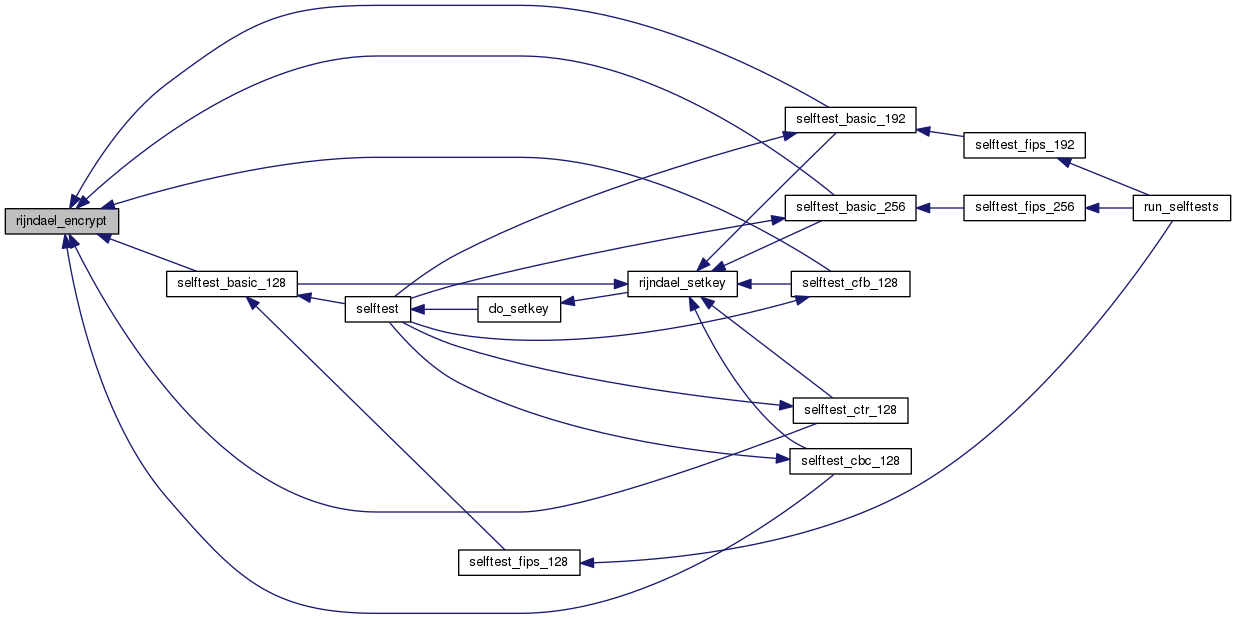 selftest_basic_192
selftest_fips_192
rijndael_encrypt
selftest_basic_256
selftest_fips_256
run_selftests
selftest_basic_128
rijndael_setkey
selftest_cfb_128
selftest
do_setkey
selftest_ctr_128
selftest_cbc_128
selftest_fips_128